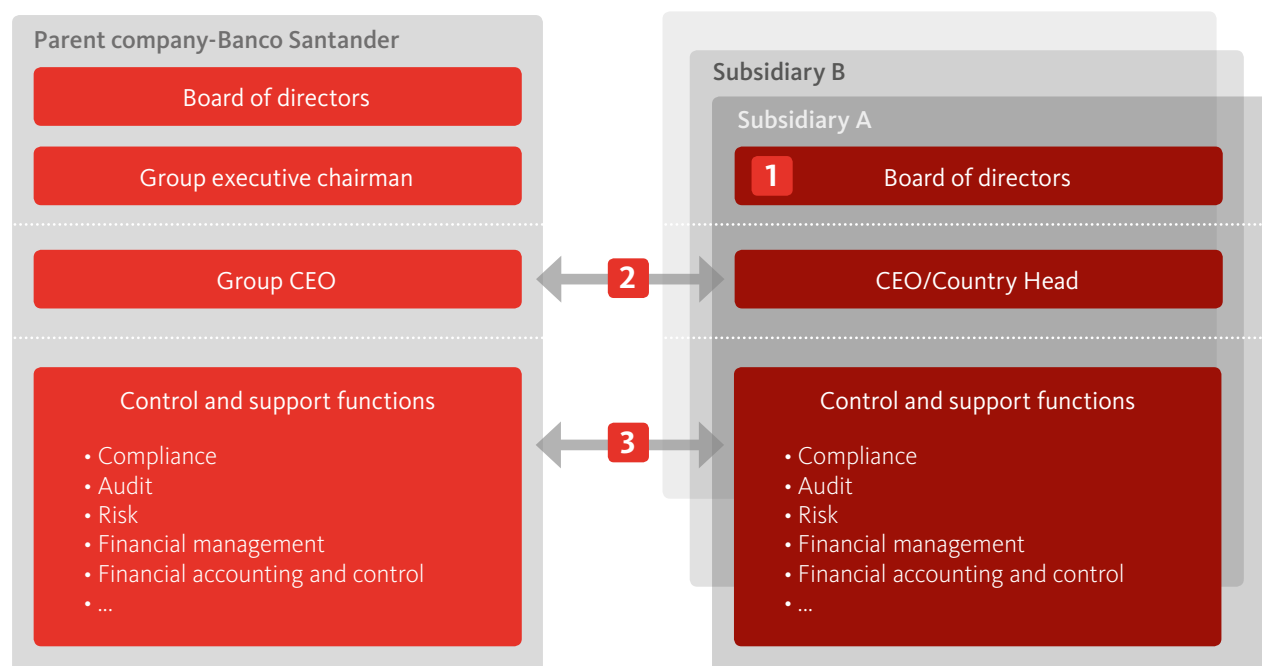 Parent company-Banco Santander
Board of directors
Group executive chairman
Group CEO
Control and support functions
• Compliance
• Audit
• Risk
• Financial management
• Financial accounting and control
• ...
2
3
Subsidiary B
Subsidiary A
1 Board of directors
CEO/Country Head
Control and support functions
• Compliance
• Audit
• Risk
• Financial management
• Financial accounting and control
• ...